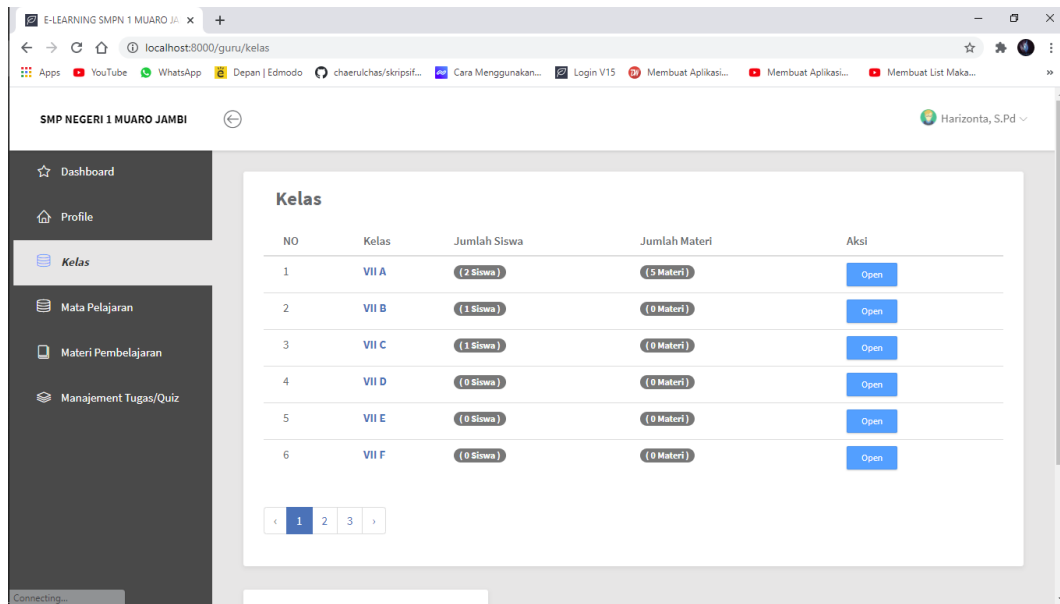 E-LEARNING SMPN 1 MUARO JA
localhost:8000/guru/kelas
Apps YouTube WhatsApp Depan | Edmodo chaerulchas/skripsif... Cara Menggunakan... Login V15 Membuat Aplikasi... Membuat Aplikasi... Membuat List Maka...
SMP NEGERI 1 MUARO JAMBI
Harizonta, S.Pd
Dashboard
Profile
Kelas
Mata Pelajaran
Materi Pembelajaran
Manajement Tugas/Quiz
Kelas
NO Kelas Jumlah Siswa Jumlah Materi Aksi
1 VII A ( 2 Siswa ) ( 5 Materi ) Open
2 VII B ( 1 Siswa ) ( 0 Materi ) Open
3 VII C ( 1 Siswa ) ( 0 Materi ) Open
4 VII D ( 0 Siswa ) ( 0 Materi ) Open
5 VII E ( 0 Siswa ) ( 0 Materi ) Open
6 VII F ( 0 Siswa ) ( 0 Materi ) Open
‹ 1 2 3 ›
Connecting...